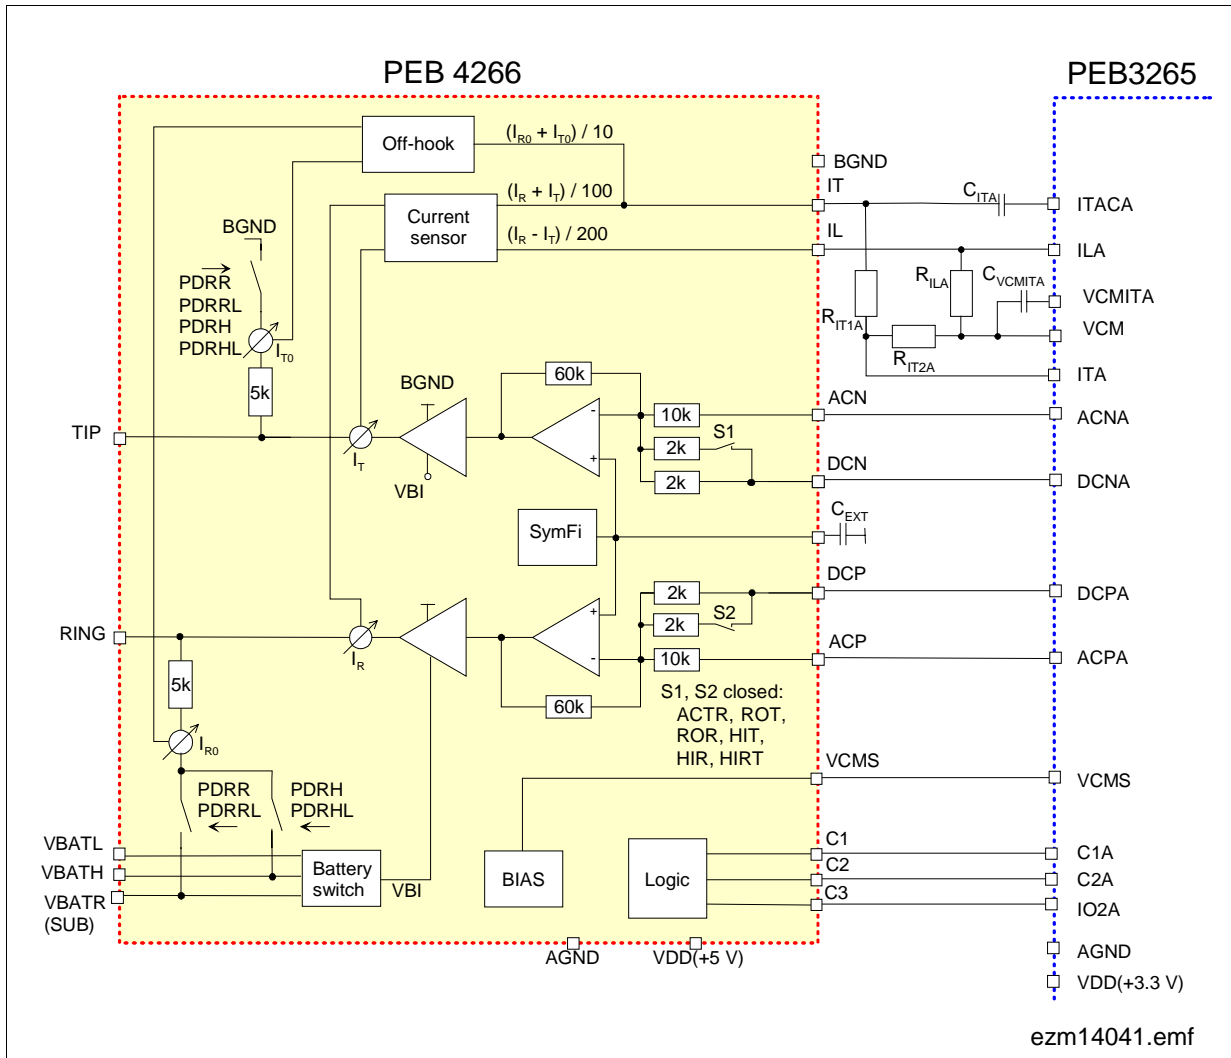 PEB 4266
PEB3265
Off-hook
(I_R0 + I_T0) / 10
BGND
IT
C_ITA
ITACA
(I_R + I_T) / 100
Current
sensor
BGND
IL
(I_R - I_T) / 200
ILA
PDRR
PDRRL
PDRH
PDRHL
R_ILA
C_VCMITA
VCMITA
R_IT1A
VCM
I_T0
R_IT2A
ITA
5k
60k
BGND
ACN
-
10k
ACNA
TIP
S1
2k
I_T
+
DCN
2k
DCNA
VBI
C_EXT
SymFi
DCP
2k
DCPA
+
S2
2k
RING
ACP
I_R
-
10k
ACPA
5k
60k
S1, S2 closed:
ACTR, ROT,
ROR, HIT,
HIR, HIRT
I_R0
VCMS
VCMS
PDRR
PDRRL
PDRH
PDRHL
VBATL
VBATH
VBATR
(SUB)
Battery
switch
VBI
BIAS
Logic
C1
C1A
C2
C2A
C3
IO2A
AGND
VDD(+5 V)
AGND
VDD(+3.3 V)
ezm14041.emf